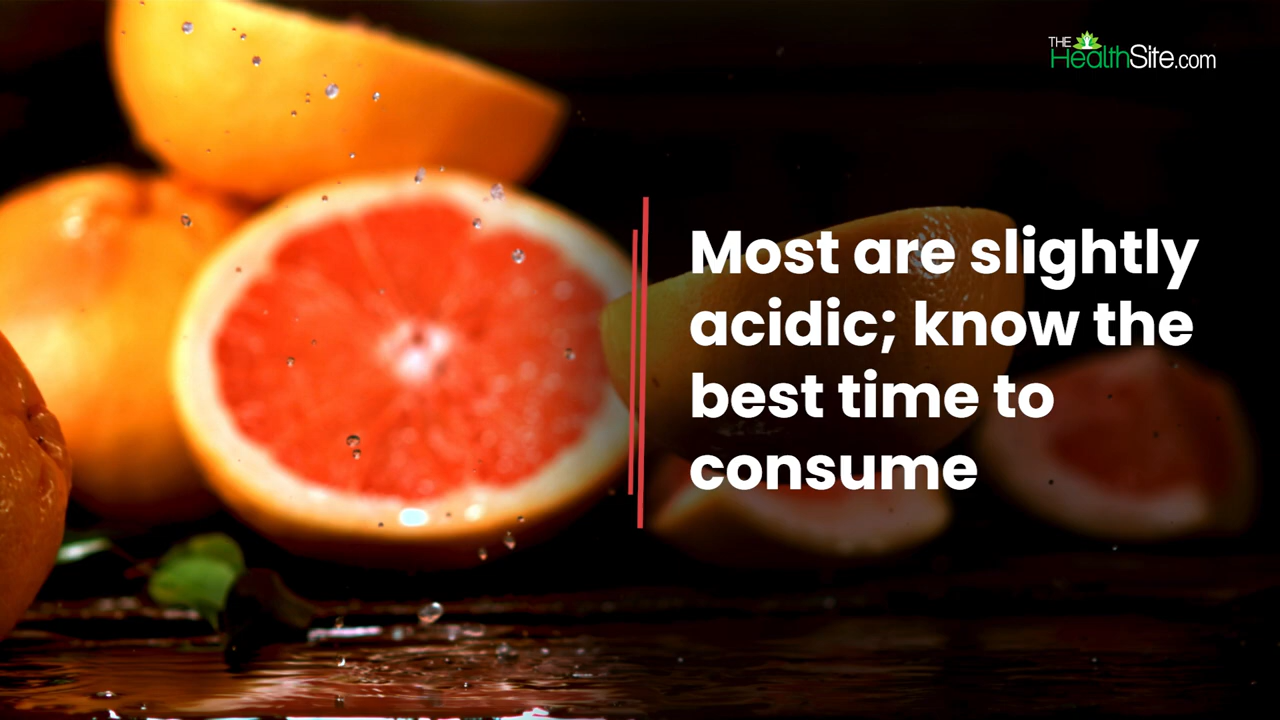 THE
HealthSite.com
Most are slightly
acidic; know the
best time to
consume